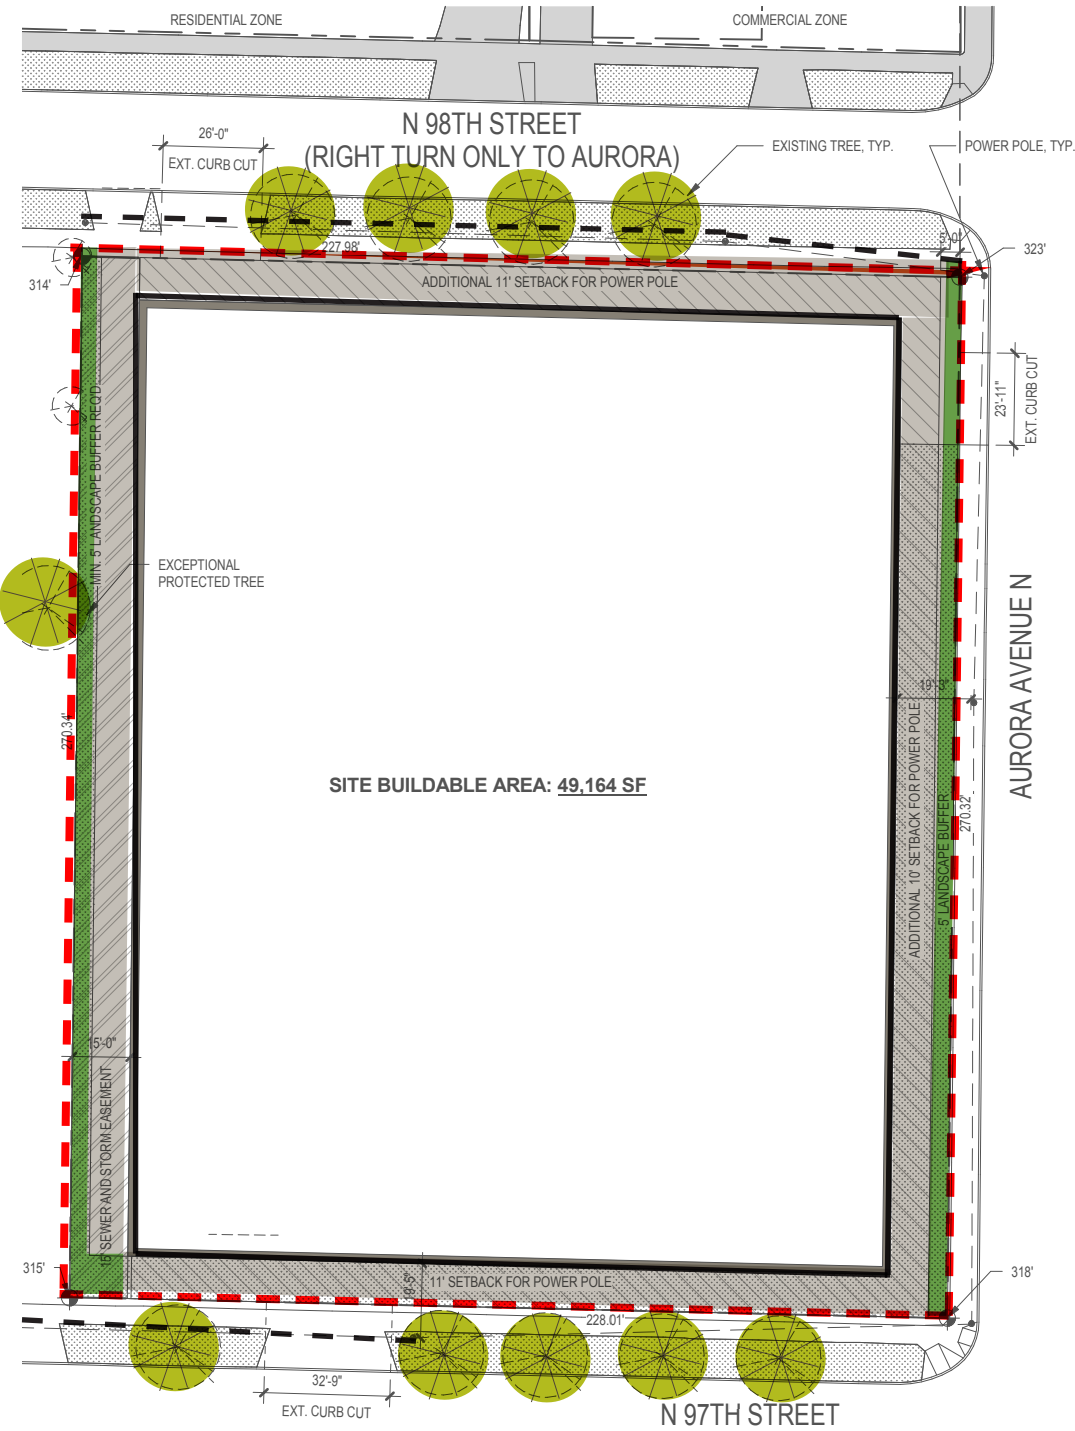 RESIDENTIAL ZONE
COMMERCIAL ZONE
N 98TH STREET
(RIGHT TURN ONLY TO AURORA)
26'-0"
EXT. CURB CUT
EXISTING TREE, TYP.
POWER POLE, TYP.
227.98'
5'-0"
323'
314'
ADDITIONAL 11' SETBACK FOR POWER POLE
23'-11"
EXT. CURB CUT
MIN. 5' LANDSCAPE BUFFER REQ'D
EXCEPTIONAL
PROTECTED TREE
AURORA AVENUE N
19'-3"
270.34'
ADDITIONAL 10' SETBACK FOR POWER POLE
SITE BUILDABLE AREA: 49,164 SF
5' LANDSCAPE BUFFER
270.32'
15'-0"
15' SEWER AND STORM EASEMENT
315'
11' SETBACK FOR POWER POLE
318'
228.01'
32'-9"
EXT. CURB CUT
N 97TH STREET